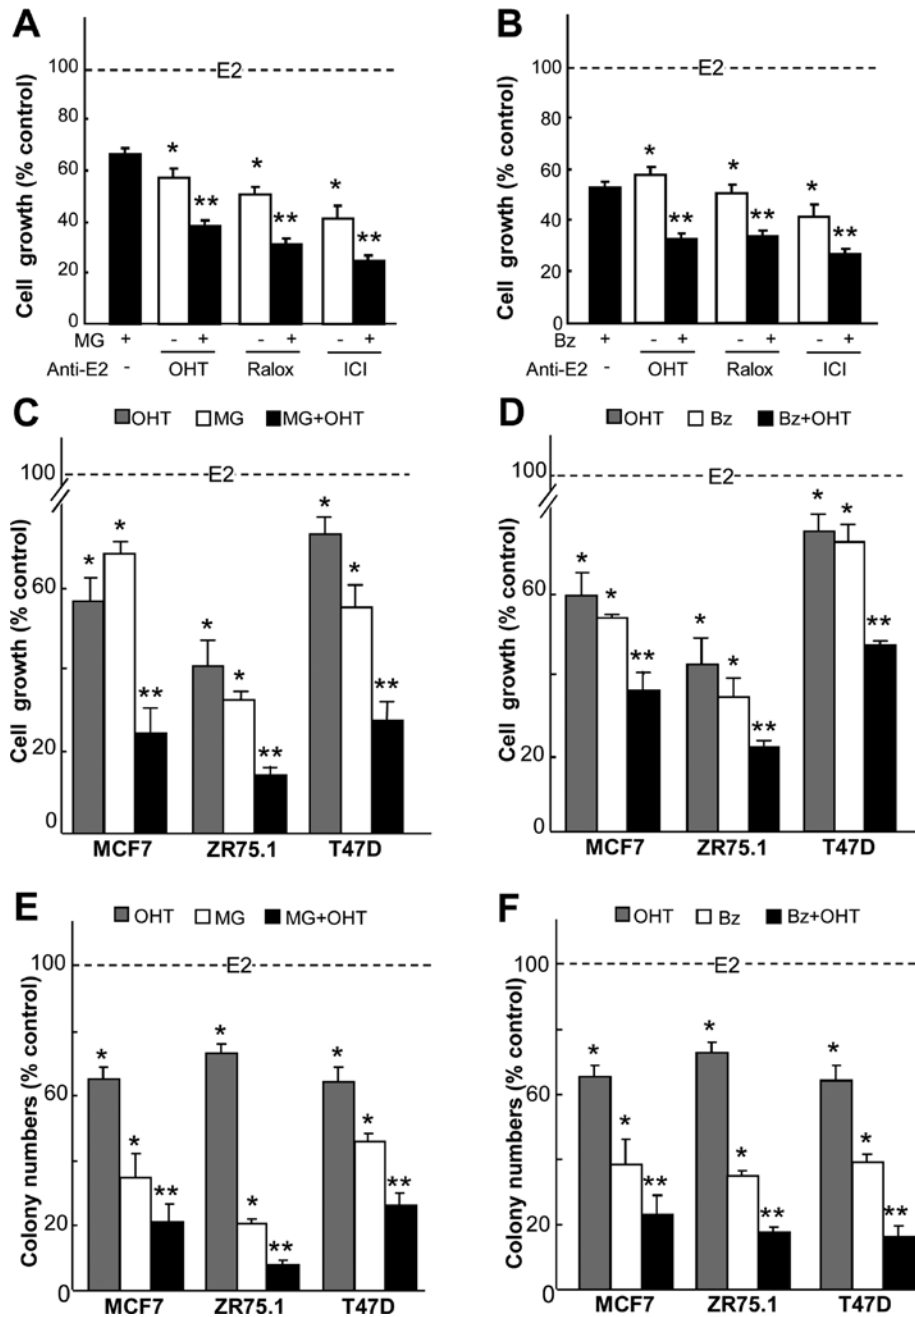 A
Cell growth (% control)
100
80
60
40
20
0
E2
* ** * ** * **
MG + - + - + - +
Anti-E2 - OHT Ralox ICI
B
Cell growth (% control)
100
80
60
40
20
0
E2
* ** * ** * **
Bz + - + - + - +
Anti-E2 - OHT Ralox ICI
C
OHT MG MG+OHT
Cell growth (% control)
100
60
20
0
E2
* * ** * * ** * * **
MCF7 ZR75.1 T47D
D
OHT Bz Bz+OHT
Cell growth (% control)
100
60
20
0
E2
* * ** * * ** * * **
MCF7 ZR75.1 T47D
E
OHT MG MG+OHT
Colony numbers (% control)
100
60
20
0
E2
* * ** * * ** * * **
MCF7 ZR75.1 T47D
F
OHT Bz Bz+OHT
Colony numbers (% control)
100
60
20
0
E2
* * ** * * ** * * **
MCF7 ZR75.1 T47D